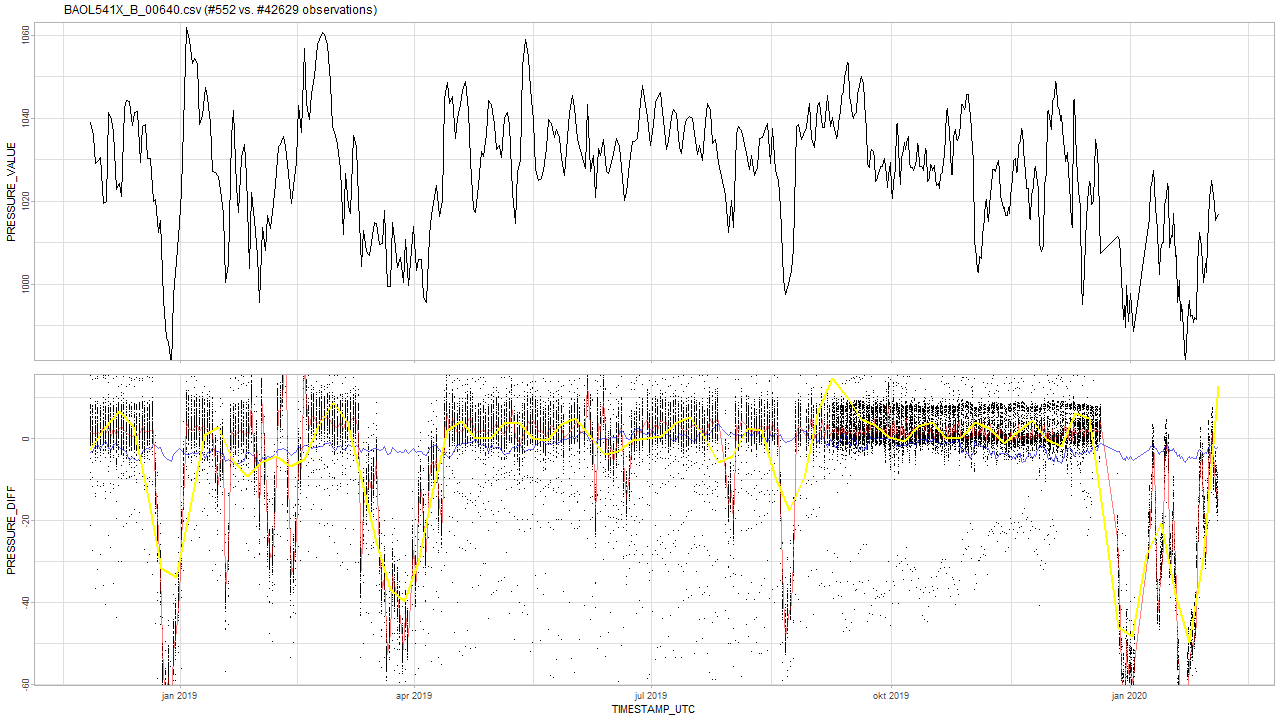 BAOL541X_B_00640.csv (#552 vs. #42629 observations)
PRESSURE_VALUE
1060
1040
1020
1000
PRESSURE_DIFF
0
-20
-40
-60
jan 2019
apr 2019
jul 2019
okt 2019
jan 2020
TIMESTAMP_UTC